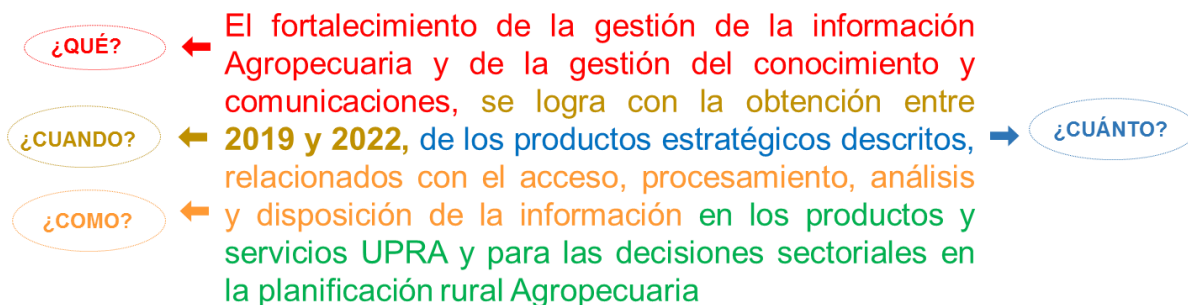 ¿QUÉ?
El fortalecimiento de la gestión de la información
Agropecuaria y de la gestión del conocimiento y
comunicaciones, se logra con la obtención entre
¿CUANDO?
2019 y 2022, de los productos estratégicos descritos,
¿CUÁNTO?
relacionados con el acceso, procesamiento, análisis
¿COMO?
y disposición de la información en los productos y
servicios UPRA y para las decisiones sectoriales en
la planificación rural Agropecuaria